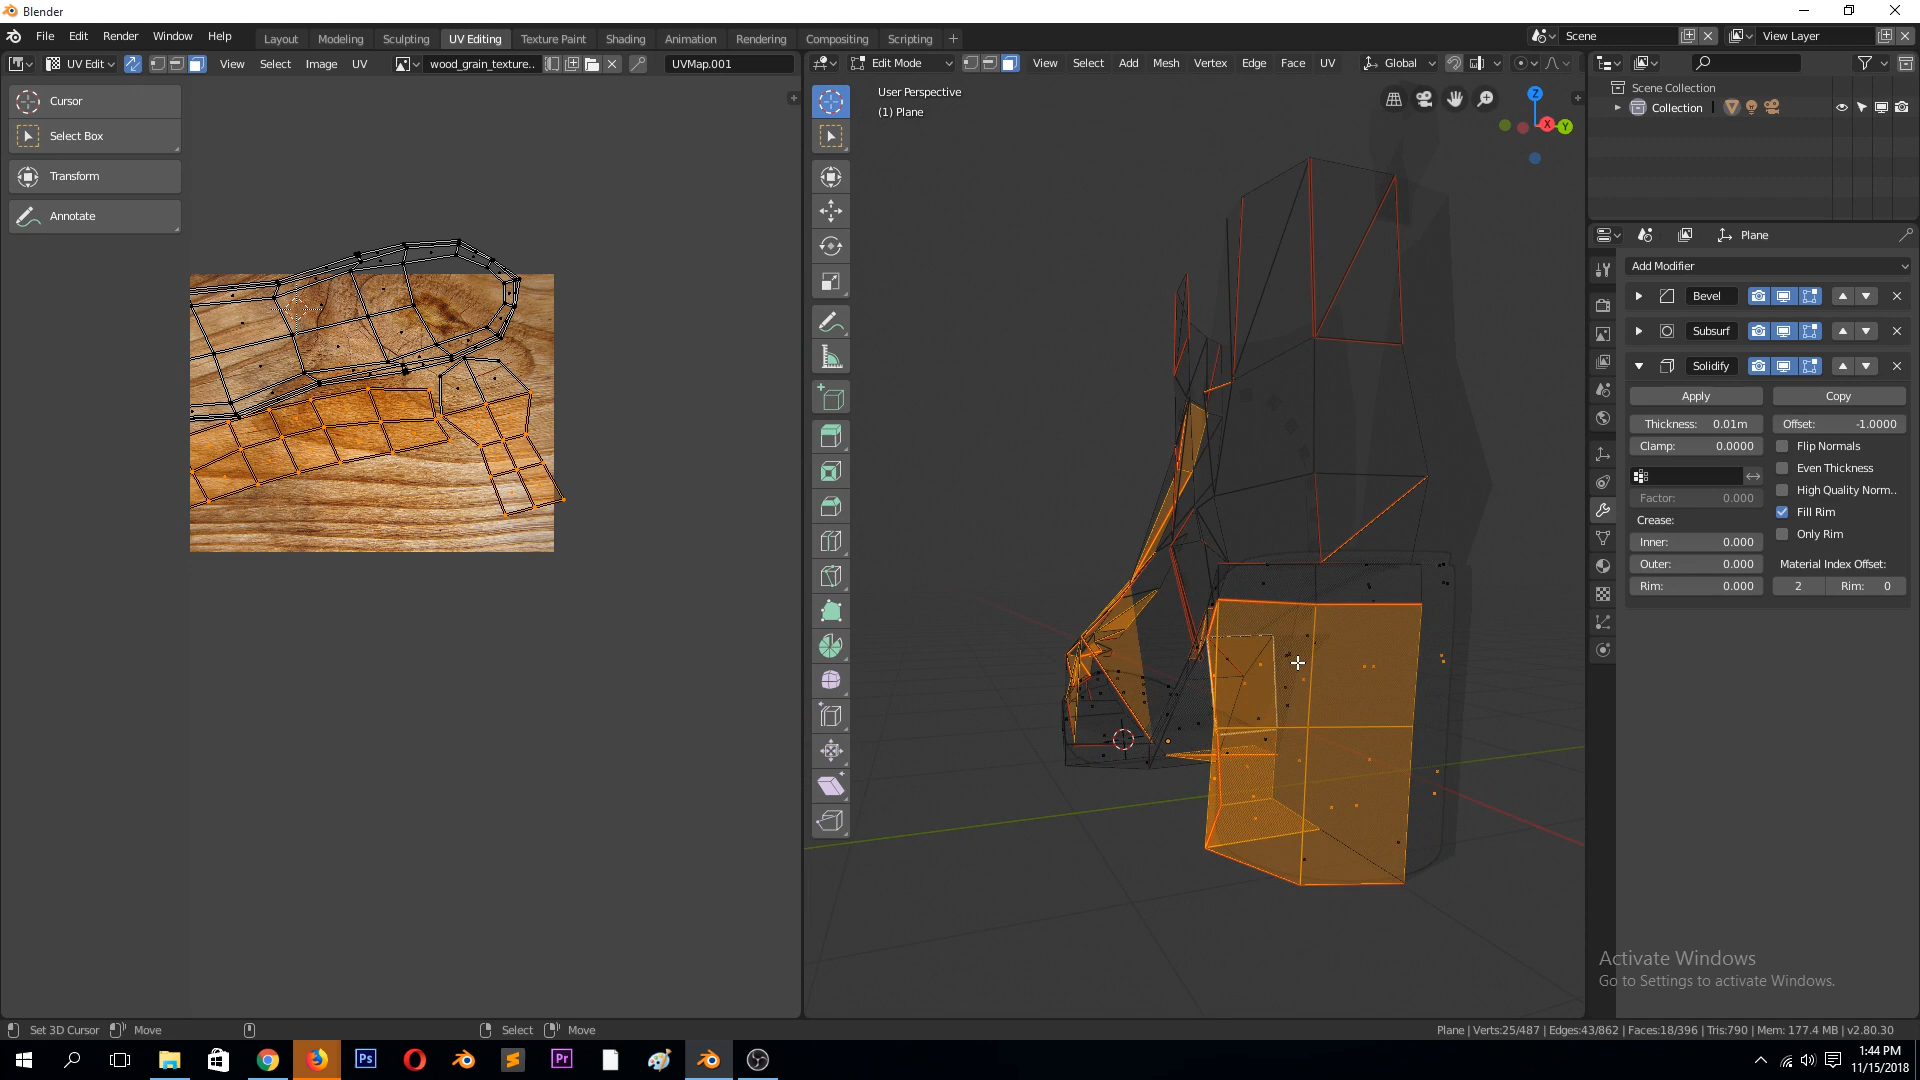 Blender
File Edit Render Window Help
Layout Modeling Sculpting UV Editing Texture Paint Shading Animation Rendering Compositing Scripting +
Scene
View Layer
UV Edit View Select Image UV wood_grain_texture.. UVMap.001
Edit Mode View Select Add Mesh Vertex Edge Face UV Global
Cursor
Select Box
Transform
Annotate
User Perspective
(1) Plane
Z
X
Y
Scene Collection
Collection
Plane
Add Modifier
Bevel
Subsurf
Solidify
Apply Copy
Thickness: 0.01m Offset: -1.0000
Clamp: 0.0000 Flip Normals
Even Thickness
High Quality Norm..
Factor: 0.000
Fill Rim
Crease:
Only Rim
Inner: 0.000
Outer: 0.000 Material Index Offset:
Rim: 0.000 2 Rim: 0
Activate Windows
Go to Settings to activate Windows.
Set 3D Cursor Move Select Move
Plane | Verts:25/487 | Edges:43/862 | Faces:18/396 | Tris:790 | Mem: 177.4 MB | v2.80.30
Ps
Pr
1:44 PM
11/15/2018